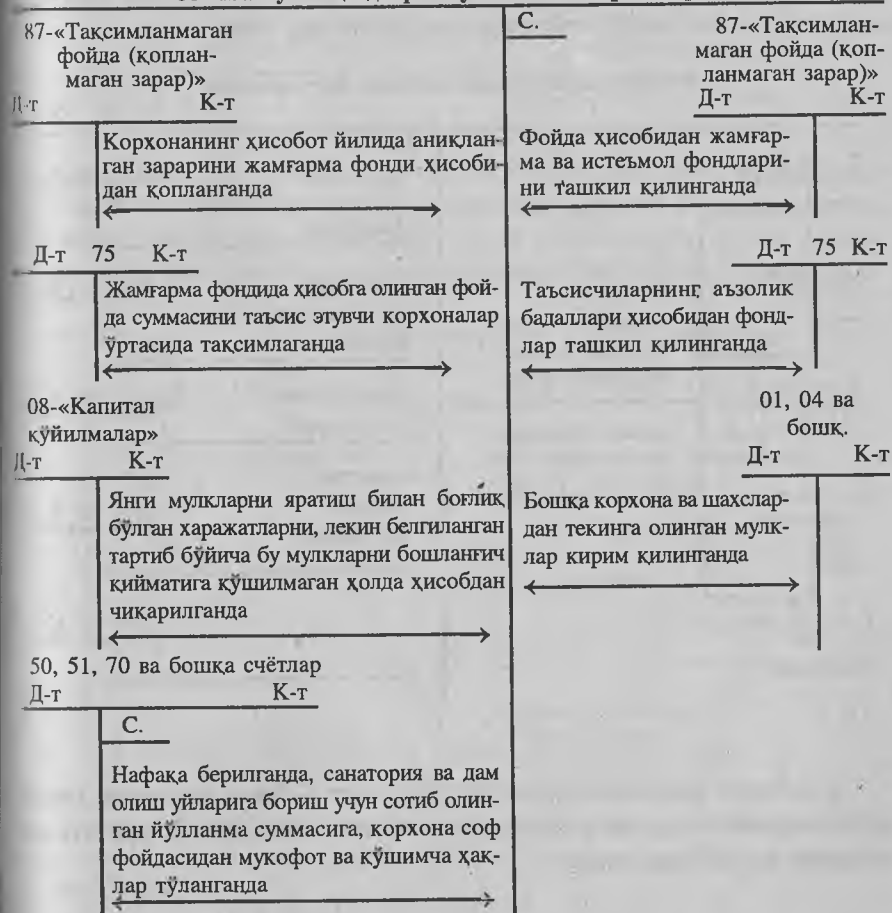 87-«Тақсимланмаган
фойда (қоплан-
маган зарар)»
Д-т К-т
Корхонанинг ҳисобот йилида аниқлан-
ган зарарини жамғарма фонди ҳисоби-
дан қопланганда
Д-т 75 К-т
Жамғарма фондида ҳисобга олинган фой-
да суммасини таъсис этувчи корхоналар
ўртасида тақсимлаганда
08-«Капитал
қўйилмалар»
Д-т К-т
Янги мулкларни яратиш билан боғлиқ
бўлган харажатларни, лекин белгиланган
тартиб бўйича бу мулкларни бошланғич
қийматига қўшилмаган ҳолда ҳисобдан
чиқарилганда
50, 51, 70 ва бошқа счётлар
Д-т К-т
С.
Нафақа берилганда, санатория ва дам
олиш уйларига бориш учун сотиб олин-
ган йўлланма суммасига, корхона соф
фойдасидан мукофот ва қўшимча ҳақ-
лар тўланганда
С.
87-«Тақсимлан-
маган фойда (қоп-
ланмаган зарар)»
Д-т К-т
Фойда ҳисобидан жамғар-
ма ва истеъмол фондлари-
ни ташкил қилинганда
Д-т 75 К-т
Таъсисчиларнинг аъзолик
бадаллари ҳисобидан фонд-
лар ташкил қилинганда
01, 04 ва
бошқ.
Д-т К-т
Бошқа корхона ва шахслар-
дан текинга олинган мулк-
лар кирим қилинганда